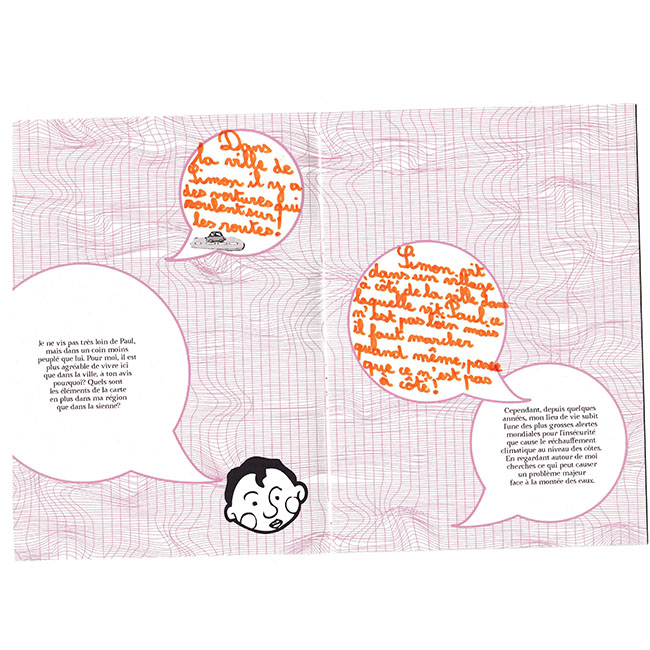 Dans
la ville de
Simon il y a
des voitures qui
roulent sur
les routes!
Je ne vis pas très loin de Paul,
mais dans un coin moins
peuplé que lui. Pour moi, il est
plus agréable de vivre ici
que dans la ville, à ton avis
pourquoi? Quels sont
les éléments de la carte
en plus dans ma région
que dans la sienne?
Simon vit
dans un village
à côté de la ville dans
laquelle vit Paul. ce
n'est pas loin mais
il faut marcher
quand même, parce
que ce n'est pas
à côté!
Cependant, depuis quelques
années, mon lieu de vie subit
l'une des plus grosses alertes
mondiales pour l'insécurité
que cause le réchauffement
climatique au niveau des côtes.
En regardant autour de moi
cherches ce qui peut causer
un problème majeur
face à la montée des eaux.